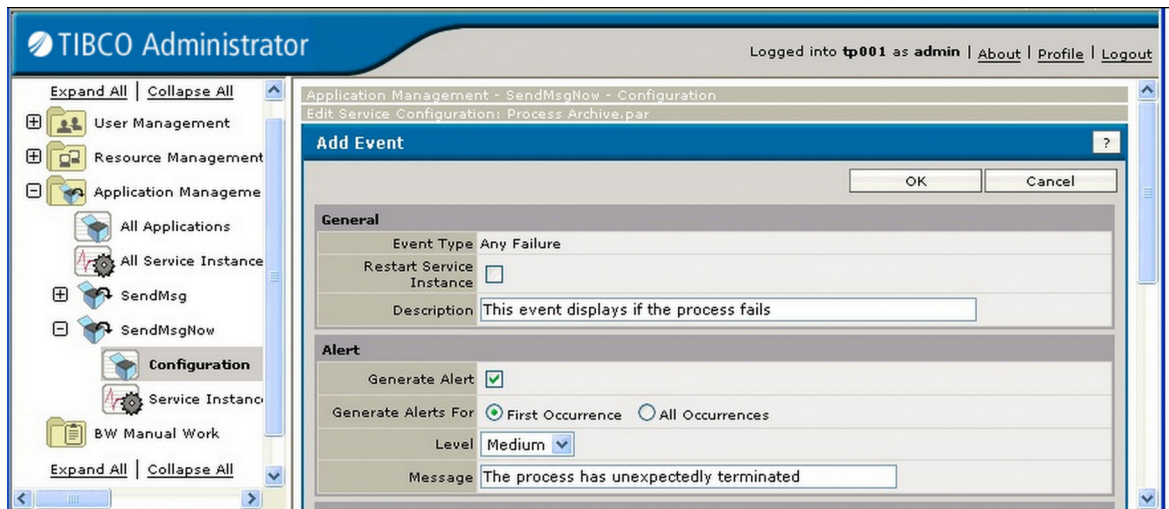 TIBCO Administrator
Logged into tp001 as admin | About | Profile | Logout
Expand All | Collapse All
User Management
Resource Management
Application Manageme
All Applications
All Service Instance
SendMsg
SendMsgNow
Configuration
Service Instanc
BW Manual Work
Expand All | Collapse All
Application Management - SendMsgNow - Configuration
Edit Service Configuration: Process Archive.par
Add Event ?
OK Cancel
General
Event Type Any Failure
Restart Service
Instance
Description This event displays if the process fails
Alert
Generate Alert
Generate Alerts For First Occurrence All Occurrences
Level Medium
Message The process has unexpectedly terminated